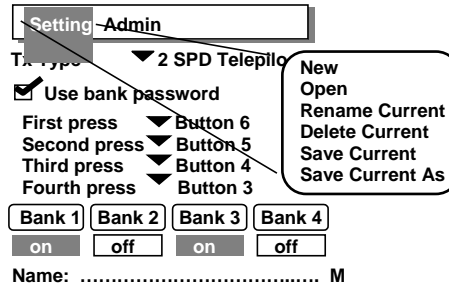 Setting Admin
Tx Type 2 SPD Telepilo
Use bank password
First press Button 6
Second press Button 5
Third press Button 4
Fourth press Button 3
New
Open
Rename Current
Delete Current
Save Current
Save Current As
Bank 1 Bank 2 Bank 3 Bank 4
on off on off
Name: ………………………………...…. M